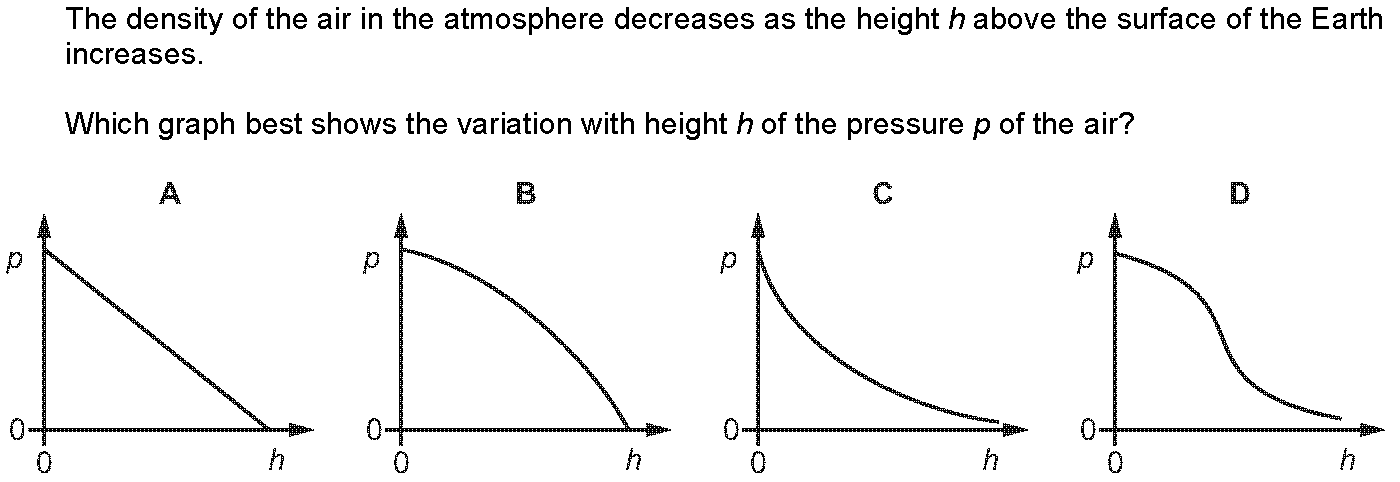 The density of the air in the atmosphere decreases as the height h above the surface of the Earth
increases.
Which graph best shows the variation with height h of the pressure p of the air?
A B C D
p p p p
0 0 0 0
0 h 0 h 0 h 0 h